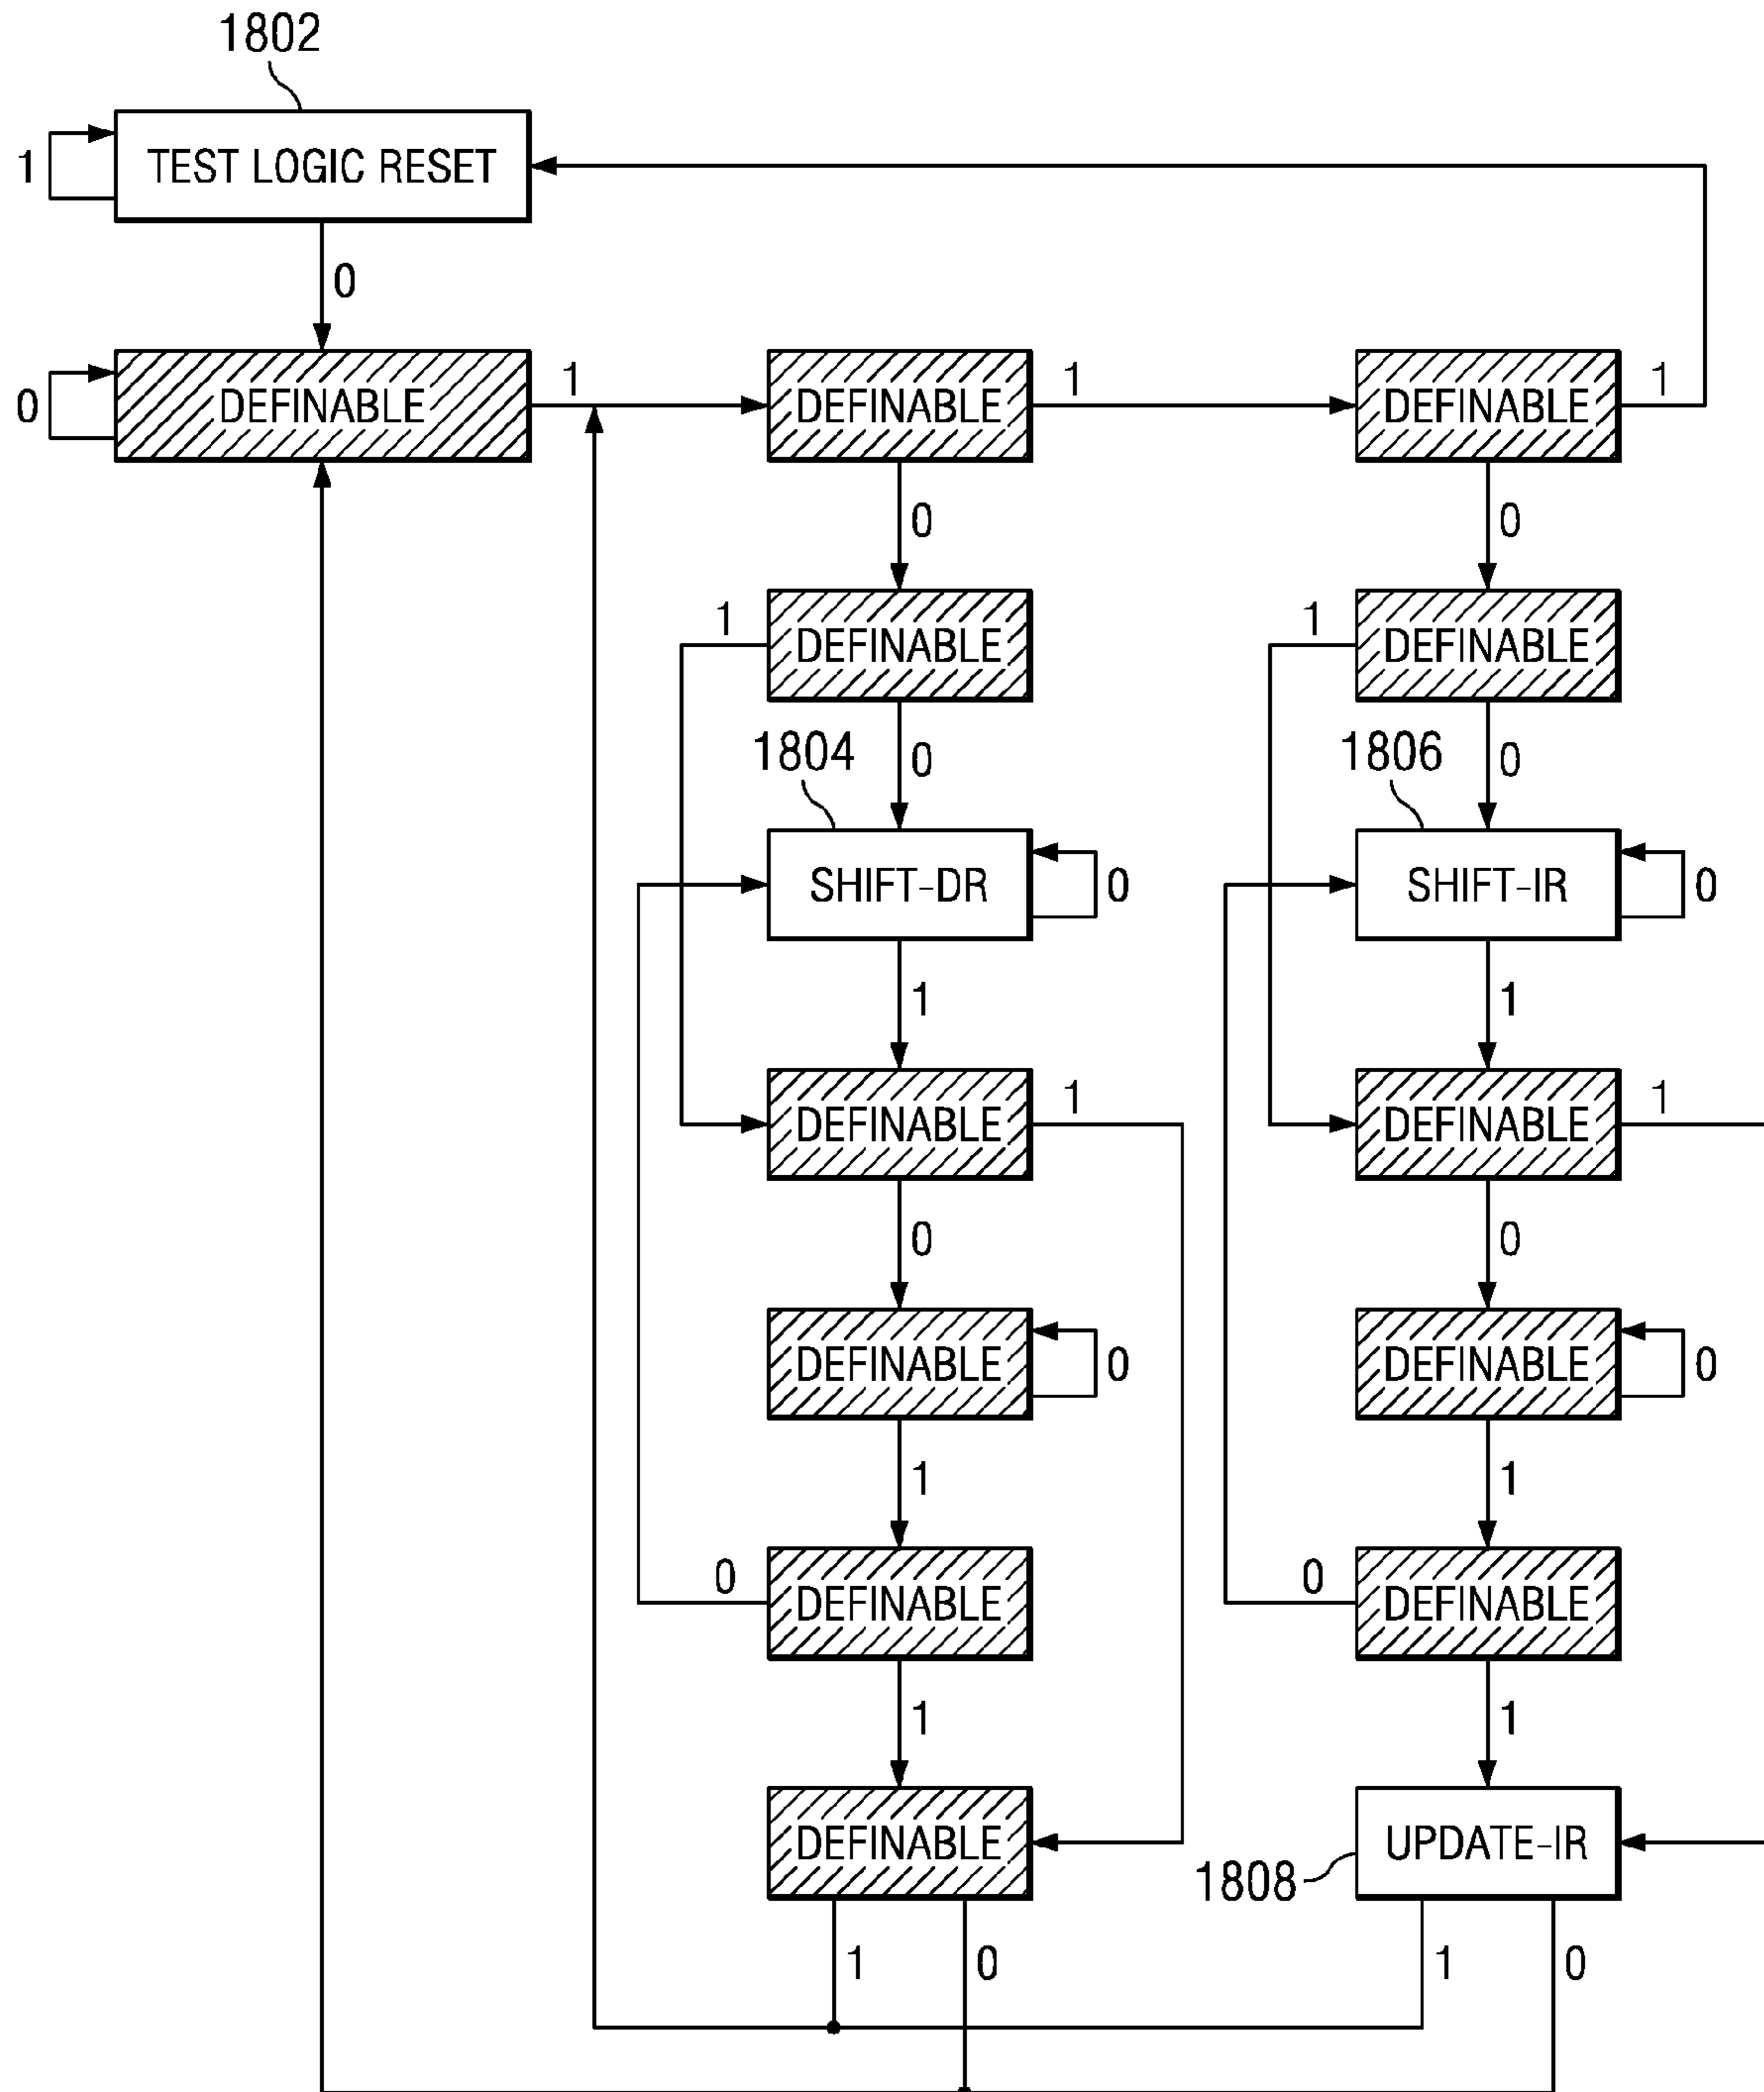 1802
1 TEST LOGIC RESET
0
0 DEFINABLE 1 DEFINABLE 1 DEFINABLE 1
0 0
1 DEFINABLE 1 DEFINABLE
1804 0 1806 0
SHIFT-DR 0 SHIFT-IR 0
1 1
DEFINABLE 1 DEFINABLE 1
0 0
DEFINABLE 0 DEFINABLE 0
1 1
0 DEFINABLE 0 DEFINABLE
1 1
DEFINABLE UPDATE-IR
1808
1 0 1 0